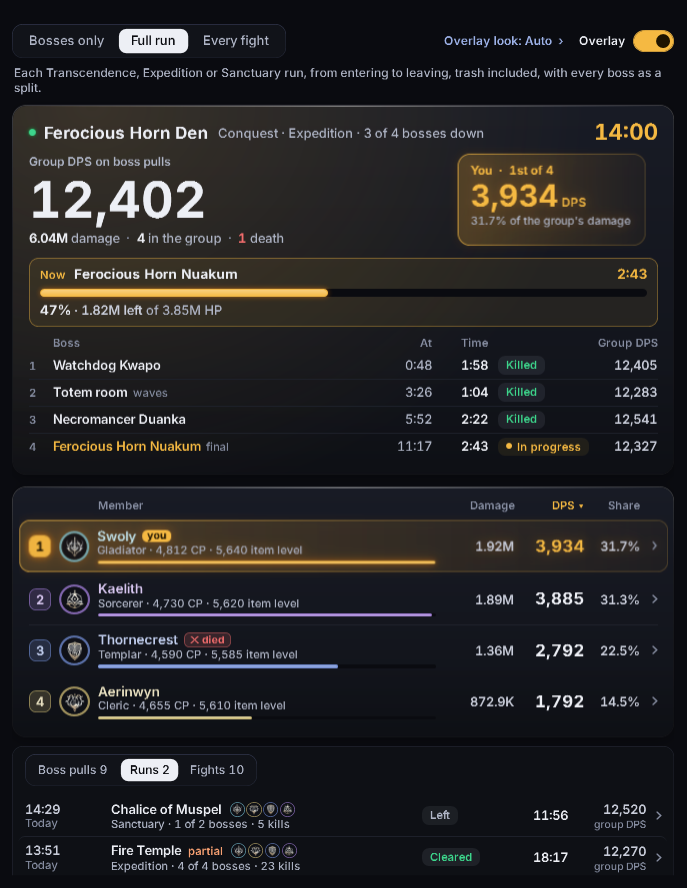 Bosses only Full run Every fight Overlay look: Auto › Overlay
Each Transcendence, Expedition or Sanctuary run, from entering to leaving, trash included, with every boss as a
split.
Ferocious Horn Den Conquest · Expedition · 3 of 4 bosses down 14:00
Group DPS on boss pulls
12,402
6.04M damage · 4 in the group · 1 death
You · 1st of 4
3,934 DPS
31.7% of the group's damage
Now Ferocious Horn Nuakum 2:43
47% · 1.82M left of 3.85M HP
Boss At Time Group DPS
1 Watchdog Kwapo 0:48 1:58 Killed 12,405
2 Totem room waves 3:26 1:04 Killed 12,283
3 Necromancer Duanka 5:52 2:22 Killed 12,541
4 Ferocious Horn Nuakum final 11:17 2:43 In progress 12,327
Member Damage DPS ▾ Share
1 Swoly you 1.92M 3,934 31.7% ›
Gladiator · 4,812 CP · 5,640 item level
2 Kaelith 1.89M 3,885 31.3% ›
Sorcerer · 4,730 CP · 5,620 item level
3 Thornecrest died 1.36M 2,792 22.5% ›
Templar · 4,590 CP · 5,585 item level
4 Aerinwyn 872.9K 1,792 14.5% ›
Cleric · 4,655 CP · 5,610 item level
Boss pulls 9 Runs 2 Fights 10
14:29 Chalice of Muspel Left 11:56 12,520 ›
Today Sanctuary · 1 of 2 bosses · 5 kills group DPS
13:51 Fire Temple partial Cleared 18:17 12,270 ›
Today Expedition · 4 of 4 bosses · 23 kills group DPS